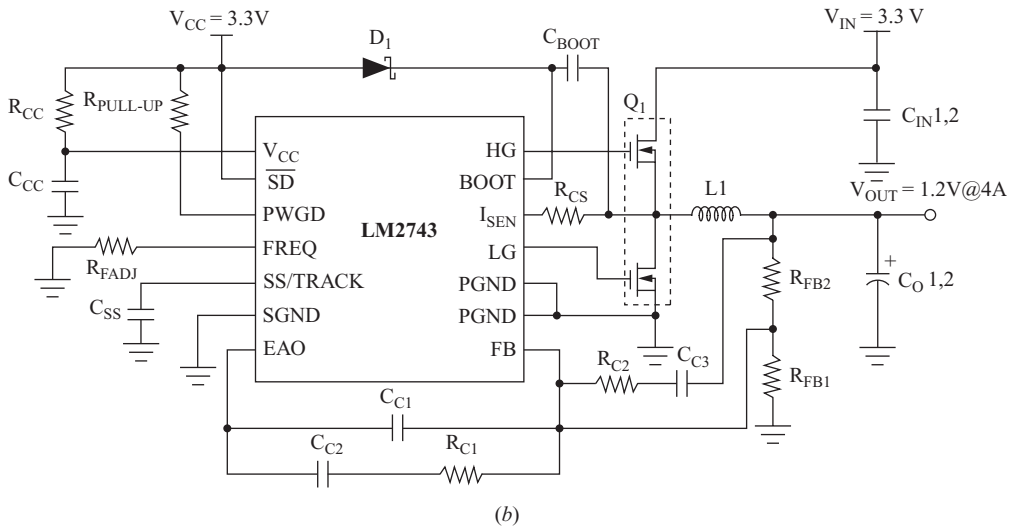 V_CC = 3.3V
V_IN = 3.3 V
D_1
C_BOOT
R_CC
R_PULL-UP
Q_1
C_IN1,2
V_CC
HG
C_CC
SD
BOOT
R_CS
L1
V_OUT = 1.2V@4A
PWGD
I_SEN
LM2743
FREQ
LG
R_FADJ
SS/TRACK
PGND
R_FB2
C_O 1,2
C_SS
SGND
PGND
EAO
FB
R_C2
C_C3
R_FB1
C_C1
C_C2
R_C1
(b)